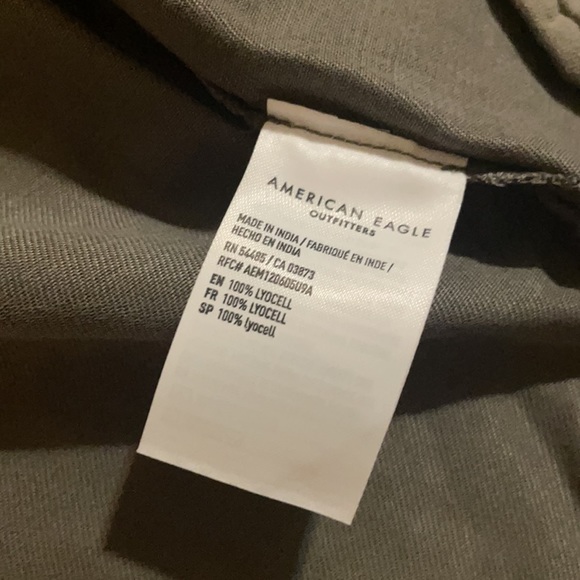 AMERICAN EAGLE
OUTFITTERS
MADE IN INDIA / FABRIQUÉ EN INDE /
HECHO EN INDIA
RN 54485 / CA 03873
RFC# AEM120605U9A
EN 100% LYOCELL
FR 100% LYOCELL
SP 100% lyocell